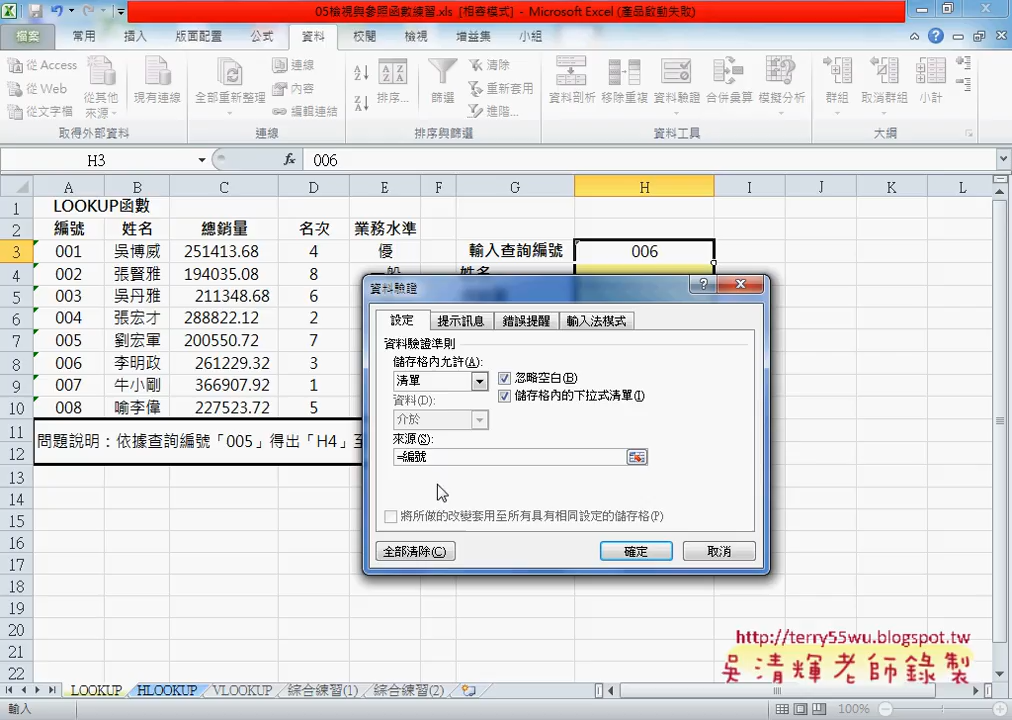 05檢視與參照函數練習.xls [相容模式] - Microsoft Excel (產品啟動失敗)
檔案 常用 插入 版面配置 公式 資料 校閱 檢視 增益集 小組
從 Access 從 Web 從文字檔 從其他來源 現有連線 全部重新整理 連線 內容 編輯連結 排序... 篩選 清除 重新套用 進階... 資料剖析 移除重複 資料驗證 合併彙算 模擬分析 群組 取消群組 小計
取得外部資料 連線 排序與篩選 資料工具 大綱
H3 fx 006
A B C D E F G H I J K L
1 LOOKUP函數
2 編號 姓名 總銷量 名次 業務水準
3 001 吳博威 251413.68 4 優 輸入查詢編號 006
4 002 張賢雅 194035.08 8 一般 姓名
5 003 吳丹雅 211348.68 6
6 004 張宏才 288822.12 2
7 005 劉宏軍 200550.72 7
8 006 李明政 261229.32 3
9 007 牛小剛 366907.92 1
10 008 喻李偉 227523.72 5
11
問題說明：依據查詢編號「005」得出「H4」至
12
13
14
15
16
17
18
19
20
21
22
資料驗證
設定 提示訊息 錯誤提醒 輸入法模式
資料驗證準則
儲存格內允許(A):
清單 忽略空白(B)
資料(D): 儲存格內的下拉式清單(I)
介於
來源(S):
=編號
將所做的改變套用至所有具有相同設定的儲存格(P)
全部清除(C) 確定 取消
http://terry55wu.blogspot.tw
吳清輝老師錄製
LOOKUP HLOOKUP VLOOKUP 綜合練習(1) 綜合練習(2)
輸入 100%